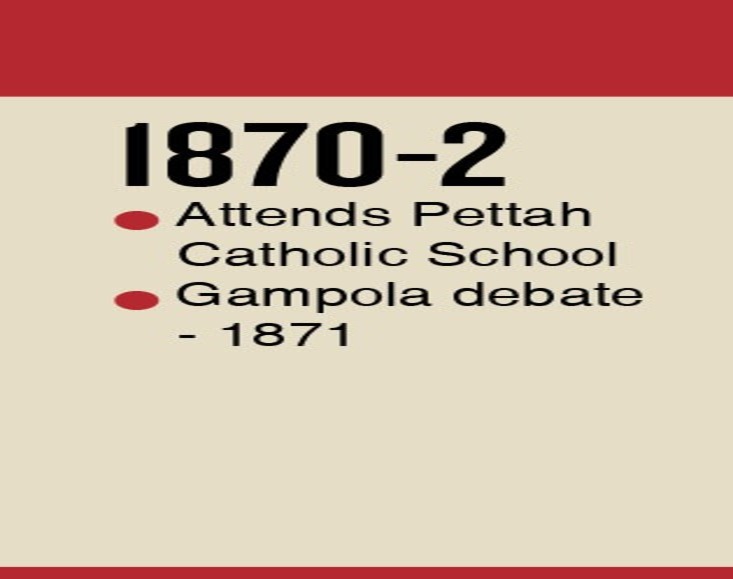 1870-2
Attends Pettah
Catholic School
Gampola debate
- 1871